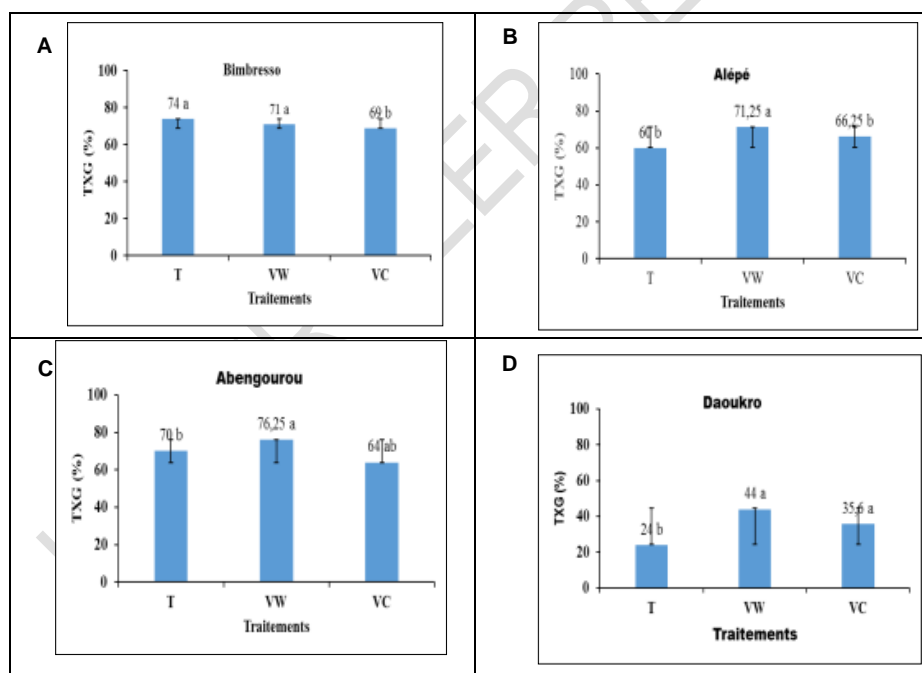 A
Bimbresso
TXG (%)
100
80
60
40
20
0
74 a
71 a
69 b
T
VW
VC
Traitements
B
Alépé
TXG (%)
100
80
60
40
20
0
60 b
71,25 a
66,25 b
T
VW
VC
Traitements
C
Abengourou
TXG (%)
100
80
60
40
20
0
70 b
76,25 a
64 ab
T
VW
VC
Traitements
D
Daoukro
TXG (%)
100
80
60
40
20
0
24 b
44 a
35,6 a
T
VW
VC
Traitements